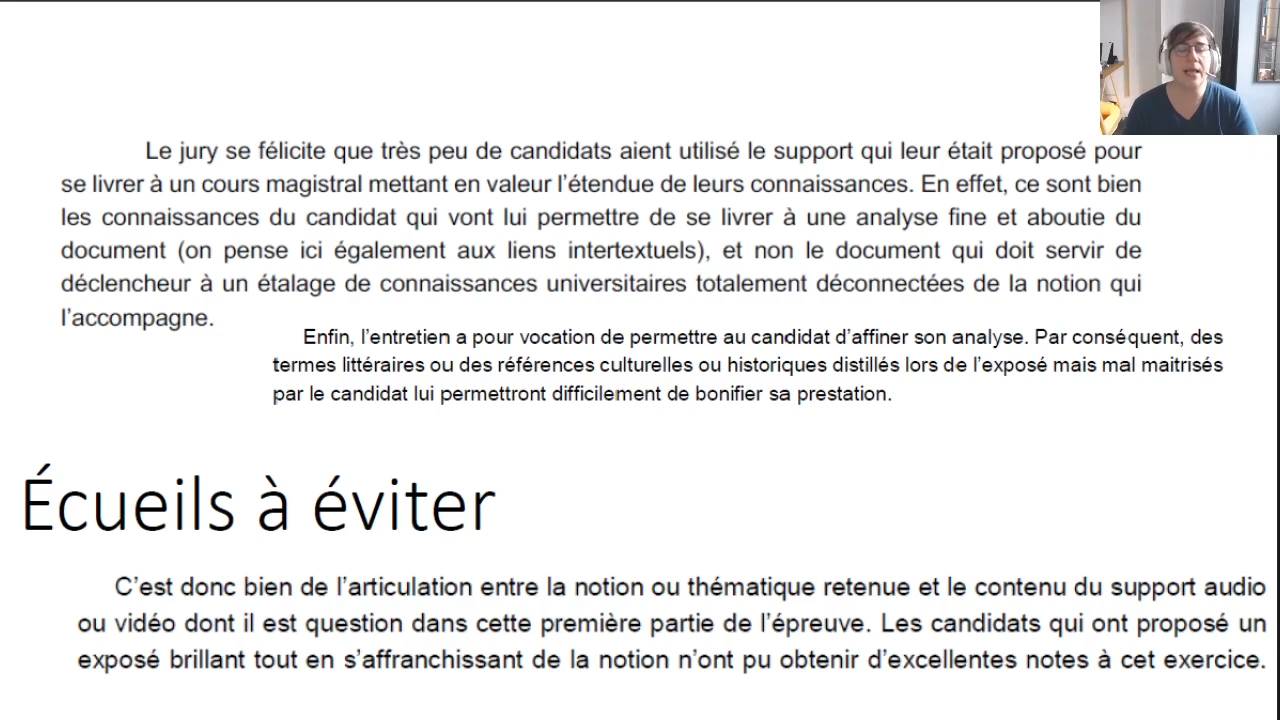 Le jury se félicite que très peu de candidats aient utilisé le support qui leur était proposé pour
se livrer à un cours magistral mettant en valeur l’étendue de leurs connaissances. En effet, ce sont bien
les connaissances du candidat qui vont lui permettre de se livrer à une analyse fine et aboutie du
document (on pense ici également aux liens intertextuels), et non le document qui doit servir de
déclencheur à un étalage de connaissances universitaires totalement déconnectées de la notion qui
l’accompagne.
Enfin, l’entretien a pour vocation de permettre au candidat d’affiner son analyse. Par conséquent, des
termes littéraires ou des références culturelles ou historiques distillés lors de l’exposé mais mal maitrisés
par le candidat lui permettront difficilement de bonifier sa prestation.
Écueils à éviter
C’est donc bien de l’articulation entre la notion ou thématique retenue et le contenu du support audio
ou vidéo dont il est question dans cette première partie de l’épreuve. Les candidats qui ont proposé un
exposé brillant tout en s’affranchissant de la notion n’ont pu obtenir d’excellentes notes à cet exercice.